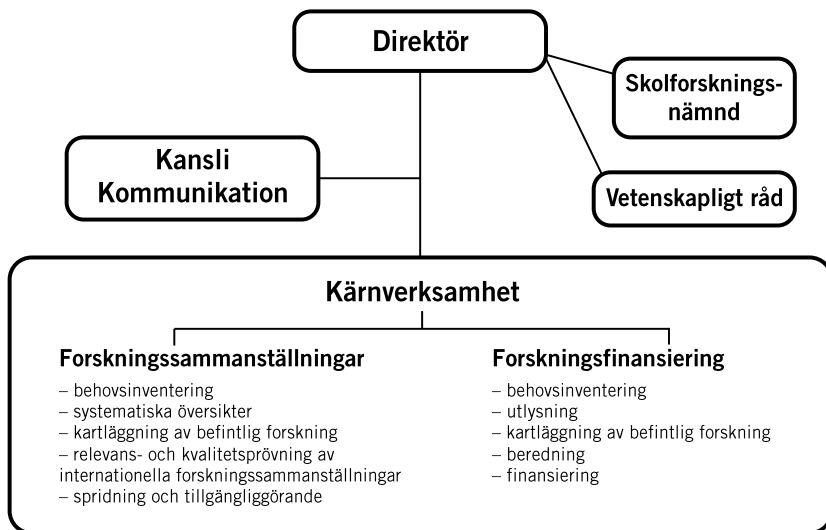 Direktör
Skolforsknings-
nämnd
Kansli
Kommunikation
Vetenskapligt råd
Kärnverksamhet
Forskningssammanställningar
– behovsinventering
– systematiska översikter
– kartläggning av befintlig forskning
– relevans- och kvalitetsprövning av
internationella forskningssammanställningar
– spridning och tillgängliggörande
Forskningsfinansiering
– behovsinventering
– utlysning
– kartläggning av befintlig forskning
– beredning
– finansiering